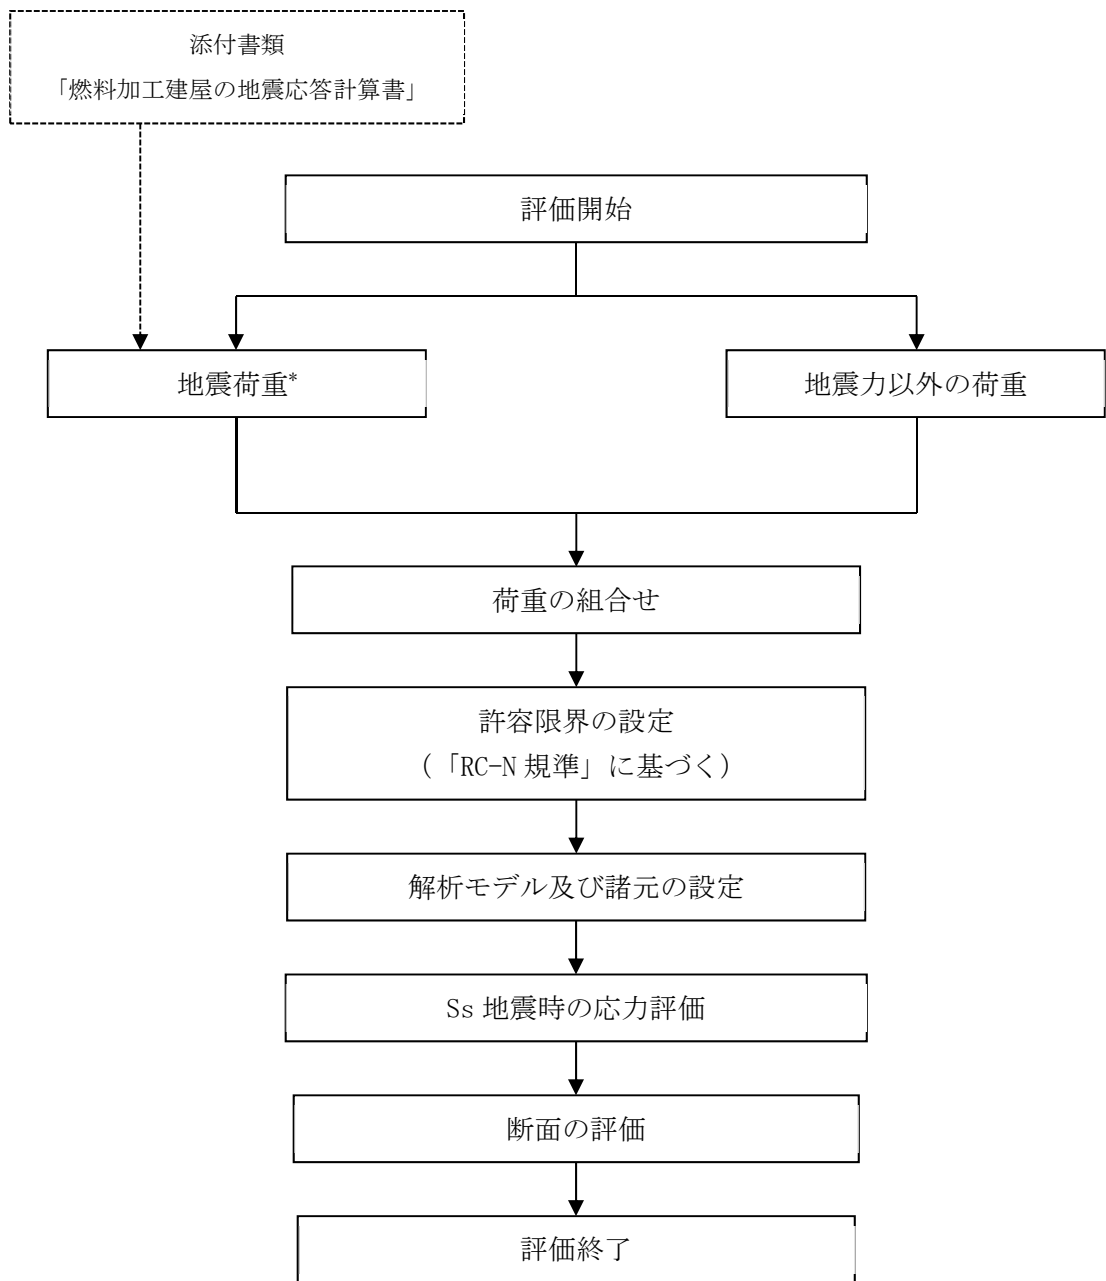 添付書類
「燃料加工建屋の地震応答計算書」
評価開始
地震荷重*
地震力以外の荷重
荷重の組合せ
許容限界の設定
(「RC-N 規準」に基づく)
解析モデル及び諸元の設定
Ss 地震時の応力評価
断面の評価
評価終了